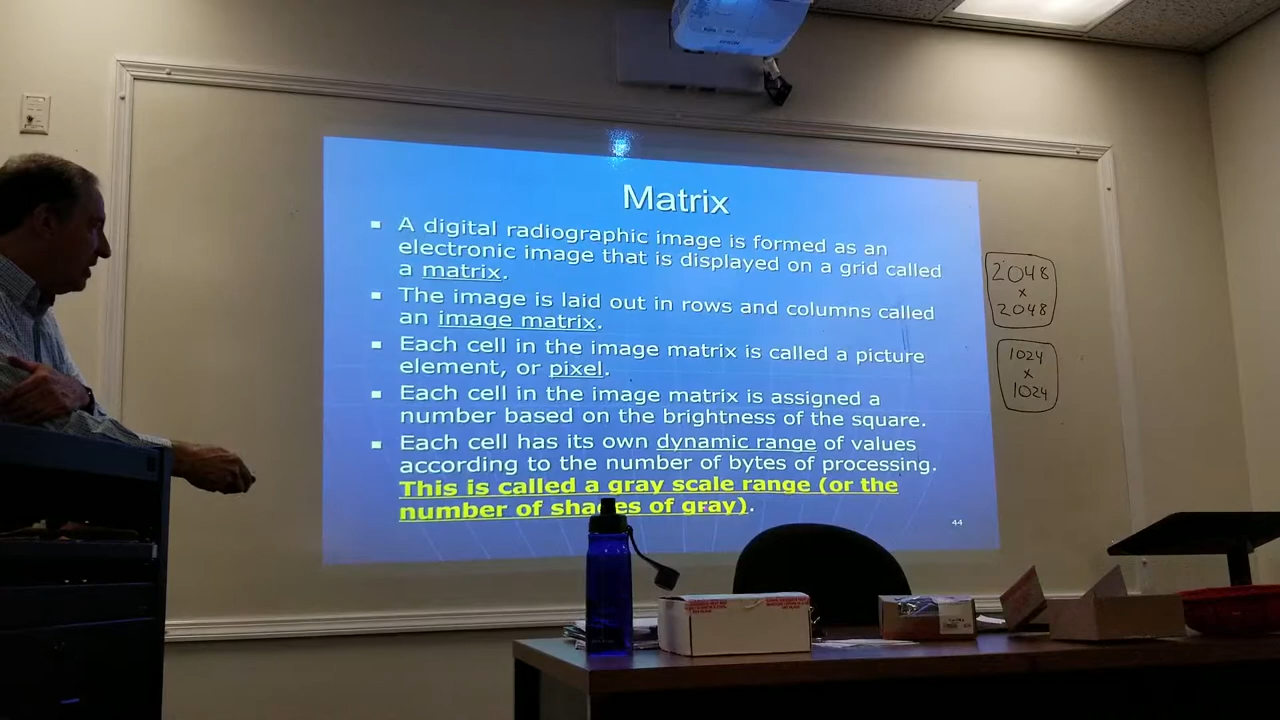 EPSON
Matrix
A digital radiographic image is formed as an
electronic image that is displayed on a grid called
a matrix.
The image is laid out in rows and columns called
an image matrix.
Each cell in the image matrix is called a picture
element, or pixel.
Each cell in the image matrix is assigned a
number based on the brightness of the square.
Each cell has its own dynamic range of values
according to the number of bytes of processing.
This is called a gray scale range (or the
number of shades of gray).
44
2048
x
2048
1024
x
1024